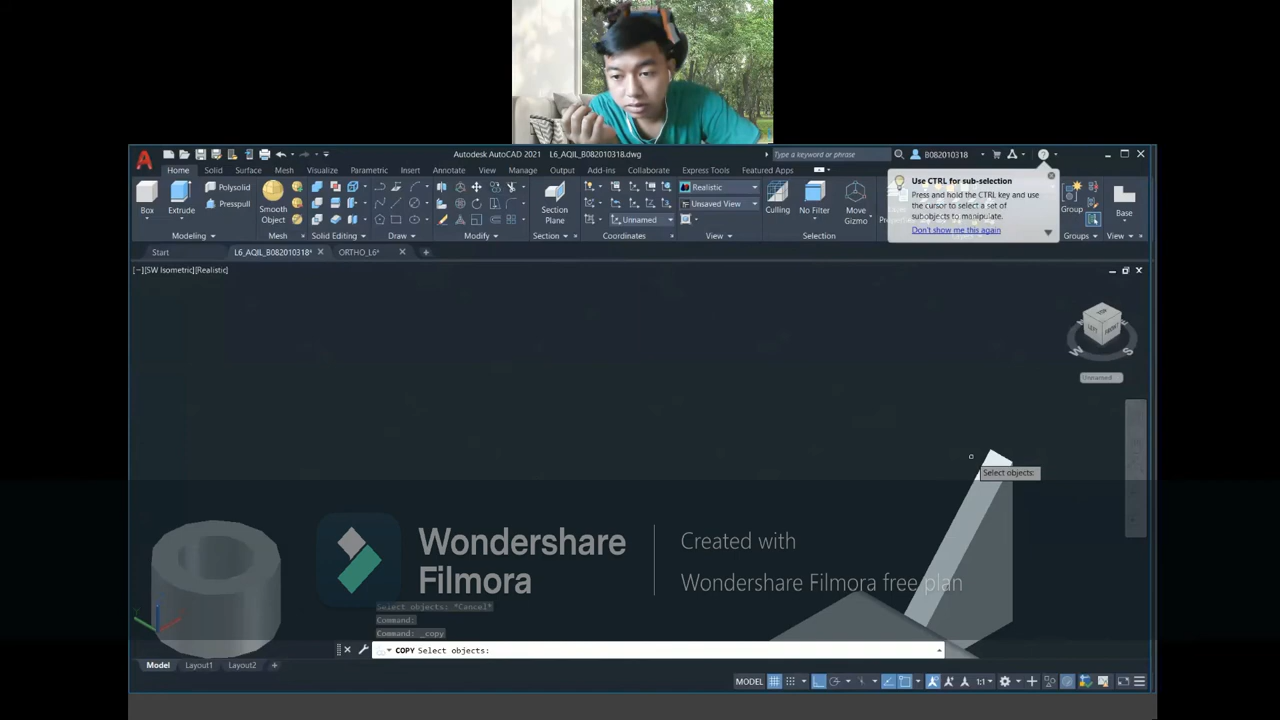 Autodesk AutoCAD 2021 L6_AQIL_B082010318.dwg
Type a keyword or phrase
B082010318
Home Solid Surface Mesh Visualize Parametric Insert Annotate View Manage Output Add-ins Collaborate Express Tools Featured Apps
Box
Extrude
Polysolid
Presspull
Smooth
Object
Section
Plane
Realistic
Unsaved View
Unnamed
Culling
No Filter
Move
Gizmo
Group
Base
Modeling
Mesh
Solid Editing
Draw
Modify
Section
Coordinates
View
Selection
Groups
View
Use CTRL for sub-selection
Press and hold the CTRL key and use
the cursor to select a set of
subobjects to manipulate.
Don't show me this again
Start
L6_AQIL_B082010318*
ORTHO_L6*
[−][SW Isometric][Realistic]
TOP
LEFT
FRONT
W
S
Unnamed
Select objects:
Wondershare
Filmora
Created with
Wondershare Filmora free plan
Select objects: *Cancel*
Command:
Command: _copy
COPY Select objects:
Model Layout1 Layout2 +
MODEL
1:1